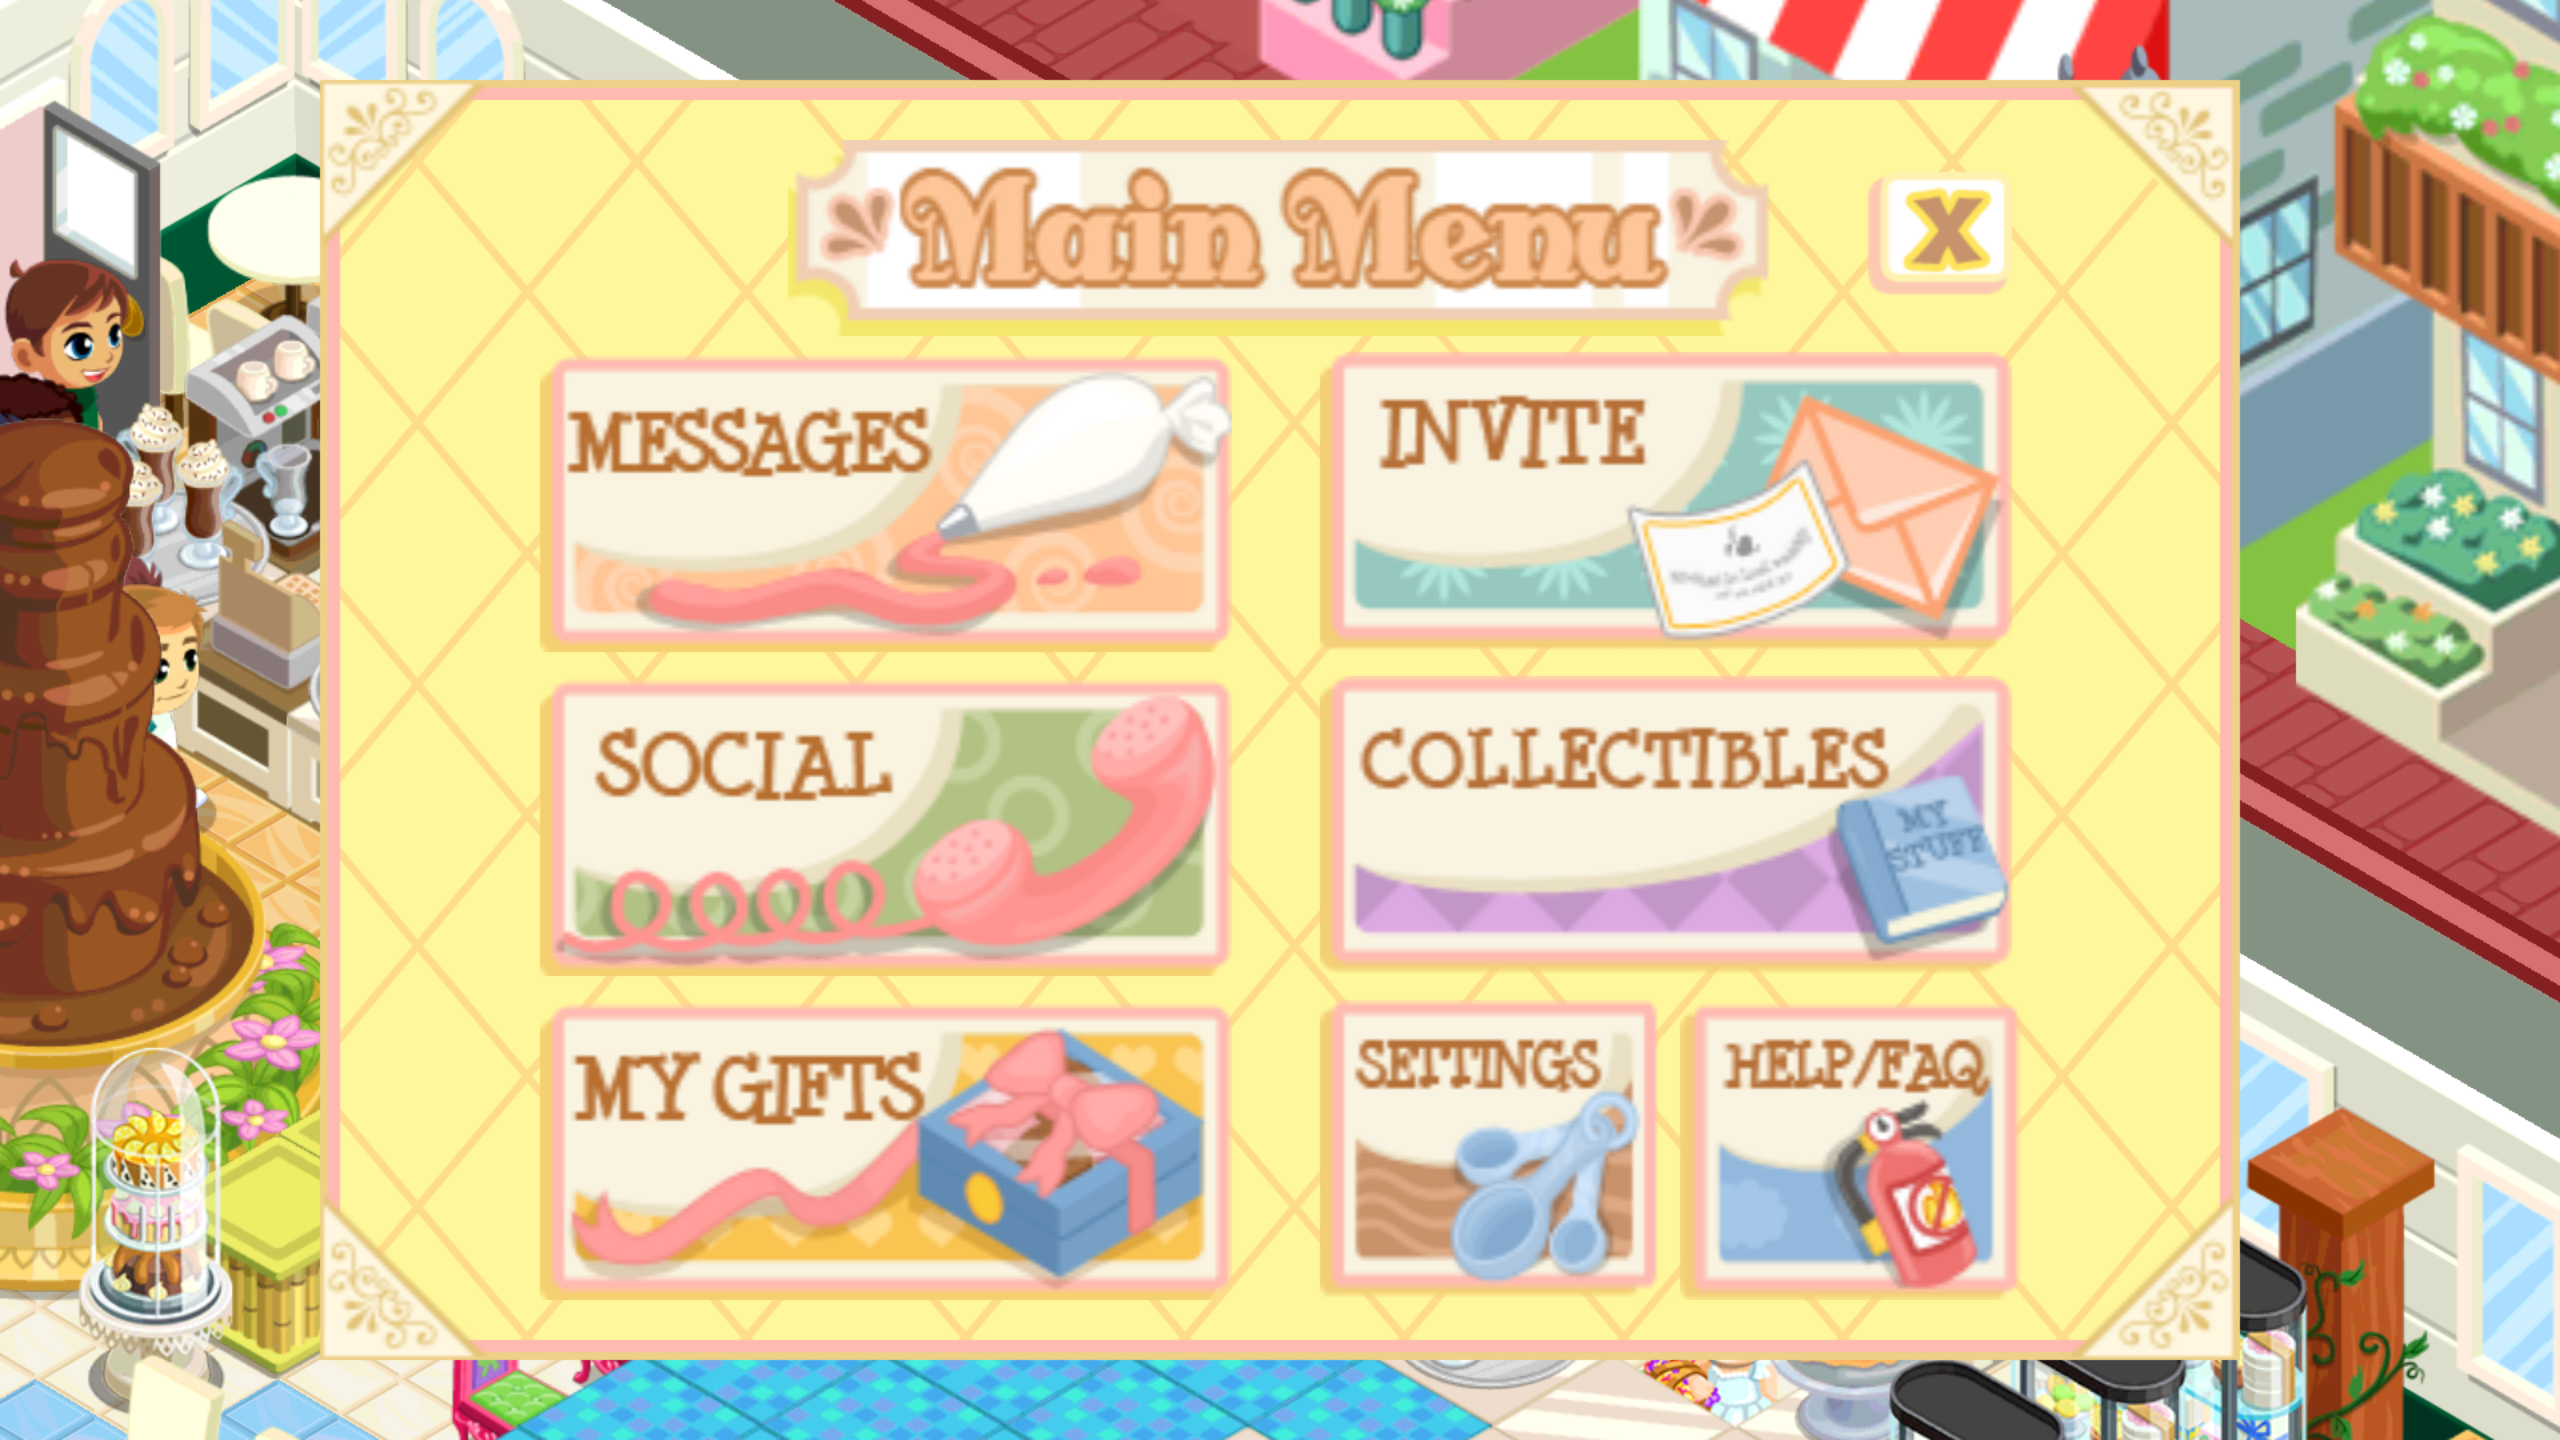 Main Menu
X
MESSAGES
INVITE
SOCIAL
COLLECTIBLES
MY
STUFF
MY GIFTS
SETTINGS
HELP/FAQ